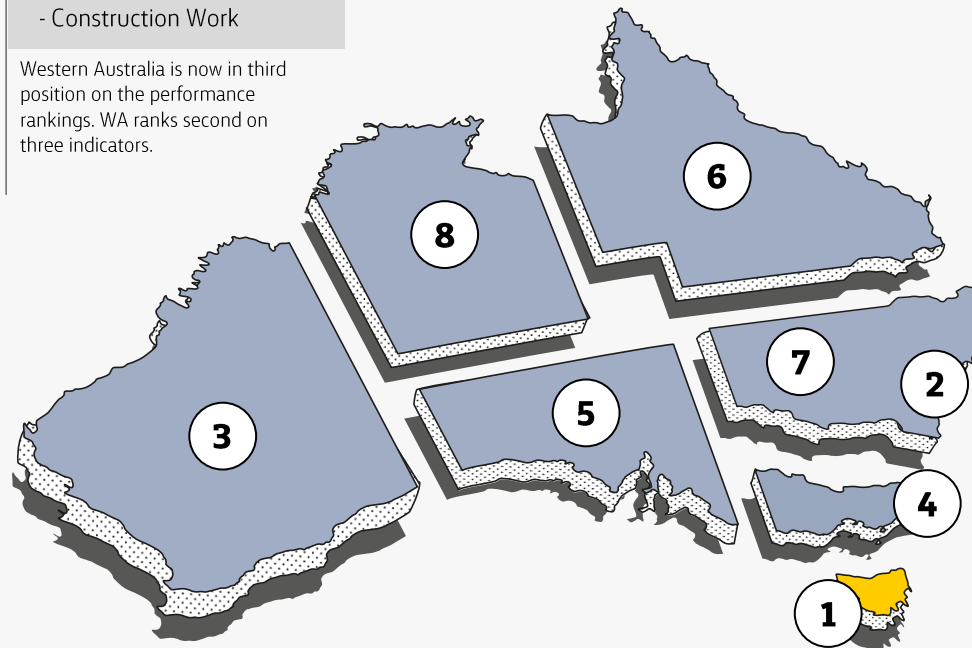 - Construction Work
Western Australia is now in third
position on the performance
rankings. WA ranks second on
three indicators.
6
8
7
2
5
3
4
1